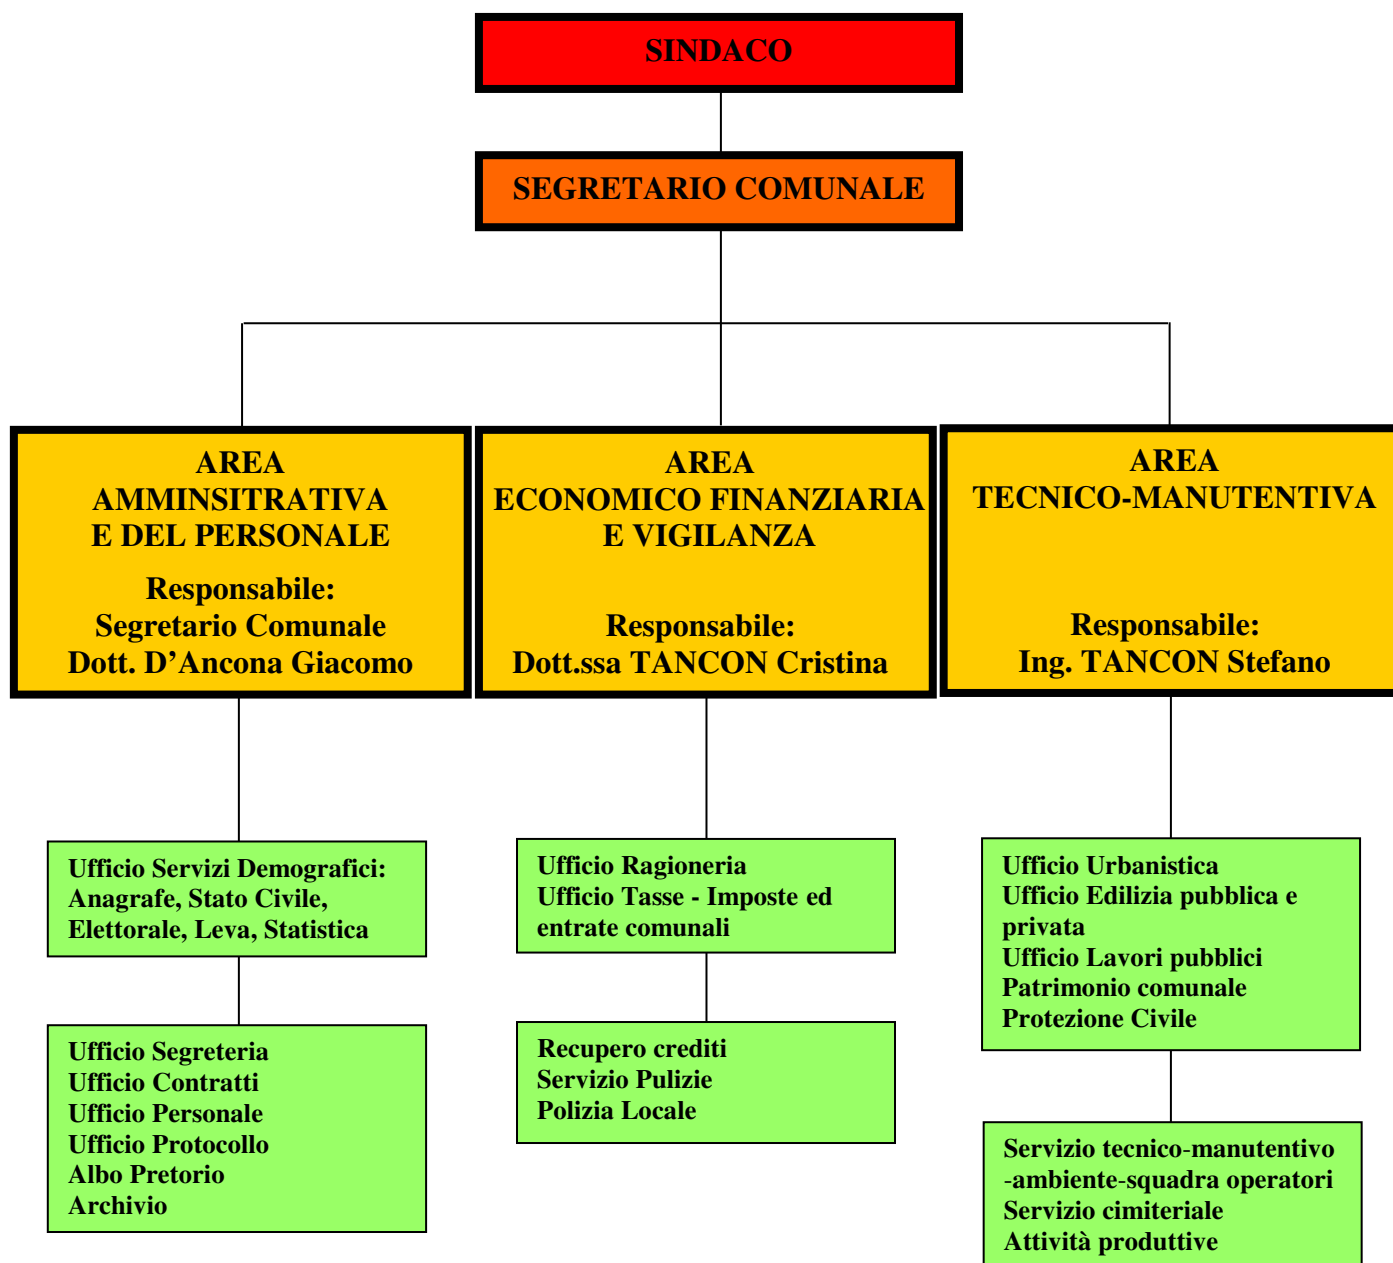 SINDACO
SEGRETARIO COMUNALE
AREA
AMMINSITRATIVA
E DEL PERSONALE
Responsabile:
Segretario Comunale
Dott. D’Ancona Giacomo
AREA
ECONOMICO FINANZIARIA
E VIGILANZA
Responsabile:
Dott.ssa TANCON Cristina
AREA
TECNICO-MANUTENTIVA
Responsabile:
Ing. TANCON Stefano
Ufficio Servizi Demografici:
Anagrafe, Stato Civile,
Elettorale, Leva, Statistica
Ufficio Segreteria
Ufficio Contratti
Ufficio Personale
Ufficio Protocollo
Albo Pretorio
Archivio
Ufficio Ragioneria
Ufficio Tasse - Imposte ed
entrate comunali
Recupero crediti
Servizio Pulizie
Polizia Locale
Ufficio Urbanistica
Ufficio Edilizia pubblica e
privata
Ufficio Lavori pubblici
Patrimonio comunale
Protezione Civile
Servizio tecnico-manutentivo
-ambiente-squadra operatori
Servizio cimiteriale
Attività produttive